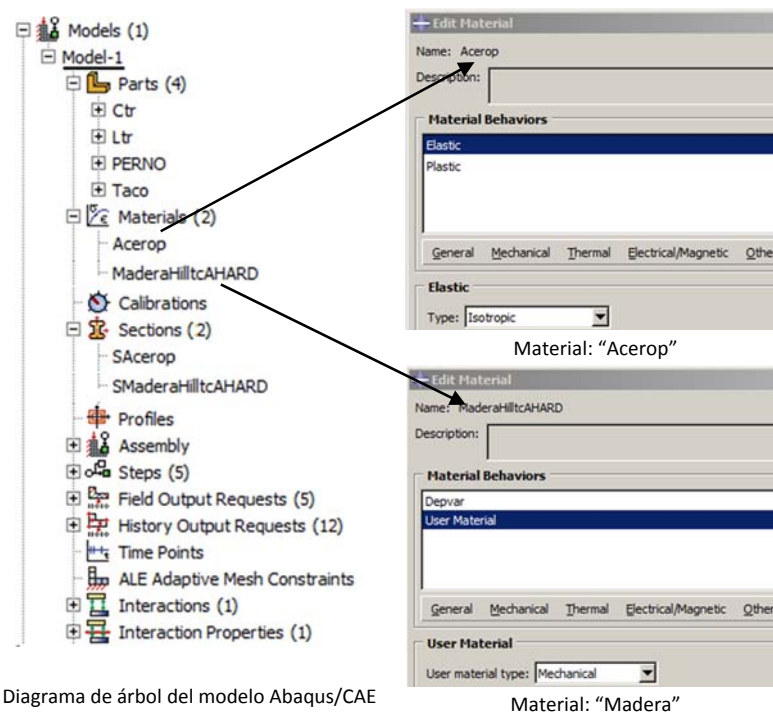 Models (1)
Model-1
Parts (4)
Ctr
Ltr
PERNO
Taco
Materials (2)
Acerop
MaderaHilltcAHARD
Calibrations
Sections (2)
SAcerop
SMaderaHilltcAHARD
Profiles
Assembly
Steps (5)
Field Output Requests (5)
History Output Requests (12)
Time Points
ALE Adaptive Mesh Constraints
Interactions (1)
Interaction Properties (1)
Diagrama de árbol del modelo Abaqus/CAE
Edit Material
Name: Acerop
Description:
Material Behaviors
Elastic
Plastic
General Mechanical Thermal Electrical/Magnetic Othe
Elastic
Type: Isotropic
Material: “Acerop”
Edit Material
Name: MaderaHilltcAHARD
Description:
Material Behaviors
Depvar
User Material
General Mechanical Thermal Electrical/Magnetic Other
User Material
User material type: Mechanical
Material: “Madera”